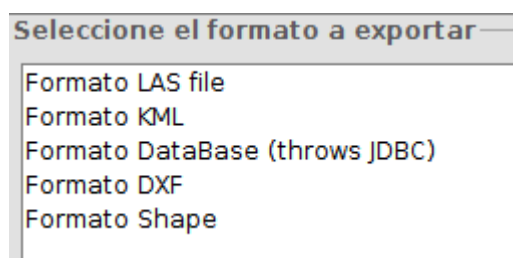 Seleccione el formato a exportar
Formato LAS file
Formato KML
Formato DataBase (throws JDBC)
Formato DXF
Formato Shape